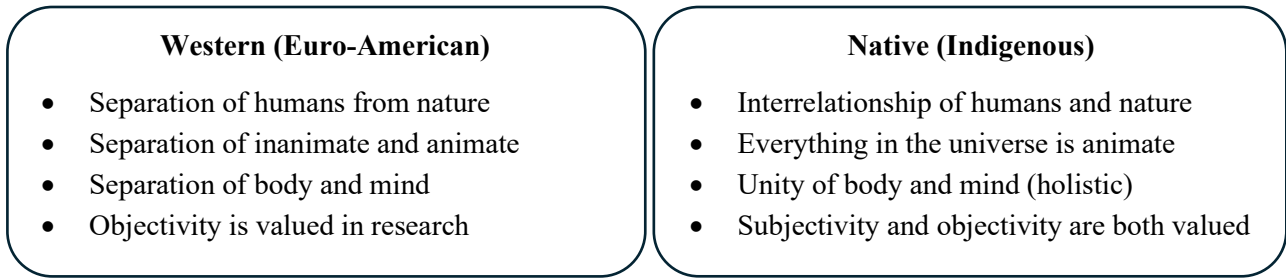 Western (Euro-American)
• Separation of humans from nature
• Separation of inanimate and animate
• Separation of body and mind
• Objectivity is valued in research
Native (Indigenous)
• Interrelationship of humans and nature
• Everything in the universe is animate
• Unity of body and mind (holistic)
• Subjectivity and objectivity are both valued